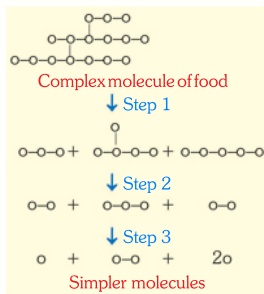 Complex molecule of food
Step 1
+ +
Step 2
+ +
Step 3
+ + 2o
Simpler molecules